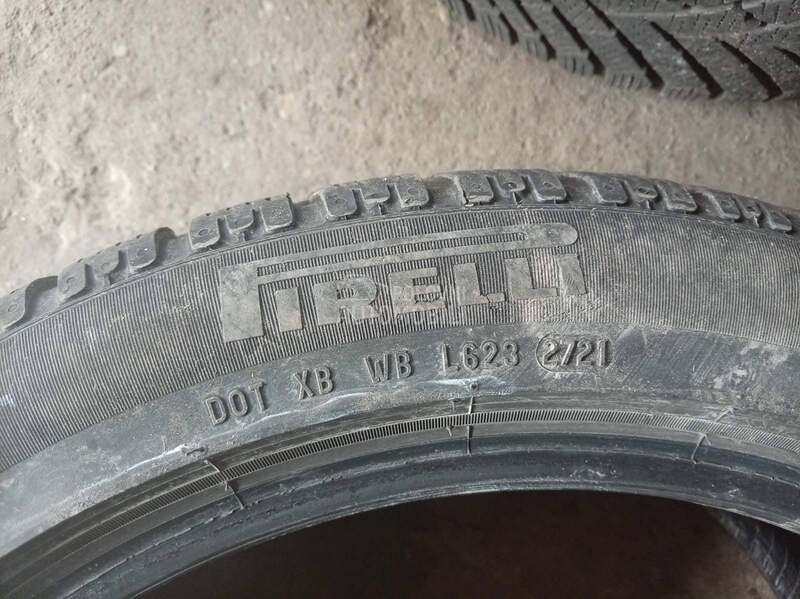 PIRELLI
DOT XB WB L623 2721